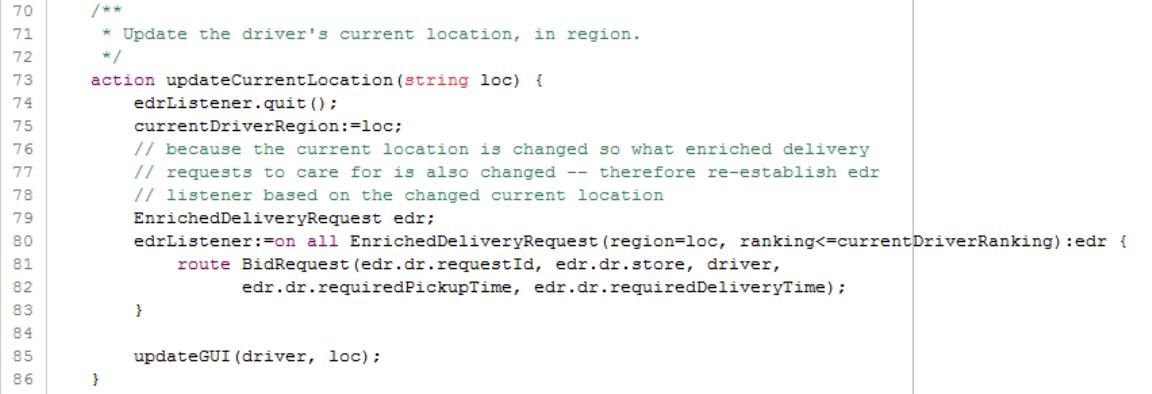 70 /**
71  * Update the driver's current location, in region.
72  */
73 action updateCurrentLocation(string loc) {
74     edrListener.quit();
75     currentDriverRegion:=loc;
76     // because the current location is changed so what enriched delivery
77     // requests to care for is also changed -- therefore re-establish edr
78     // listener based on the changed current location
79     EnrichedDeliveryRequest edr;
80     edrListener:=on all EnrichedDeliveryRequest(region=loc, ranking<=currentDriverRanking):edr {
81         route BidRequest(edr.dr.requestId, edr.dr.store, driver,
82               edr.dr.requiredPickupTime, edr.dr.requiredDeliveryTime);
83     }
84
85     updateGUI(driver, loc);
86 }